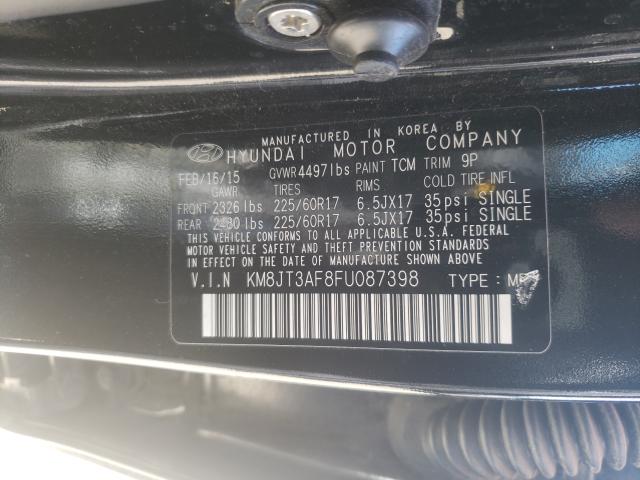 MANUFACTURED IN KOREA BY
HYUNDAI MOTOR COMPANY
FEB/16/15 GVWR4497lbs PAINT TCM TRIM 9P
GAWR TIRES RIMS COLD TIRE INFL
FRONT 2326lbs 225/60R17 6.5JX17 35psi SINGLE
REAR 2480lbs 225/60R17 6.5JX17 35psi SINGLE
THIS VEHICLE CONFORMS TO ALL APPLICABLE U.S.A. FEDERAL
MOTOR VEHICLE SAFETY AND THEFT PREVENTION STANDARDS
IN EFFECT ON THE DATE OF MANUFACTURE SHOWN ABOVE
V.I.N KM8JT3AF8FU087398 TYPE :